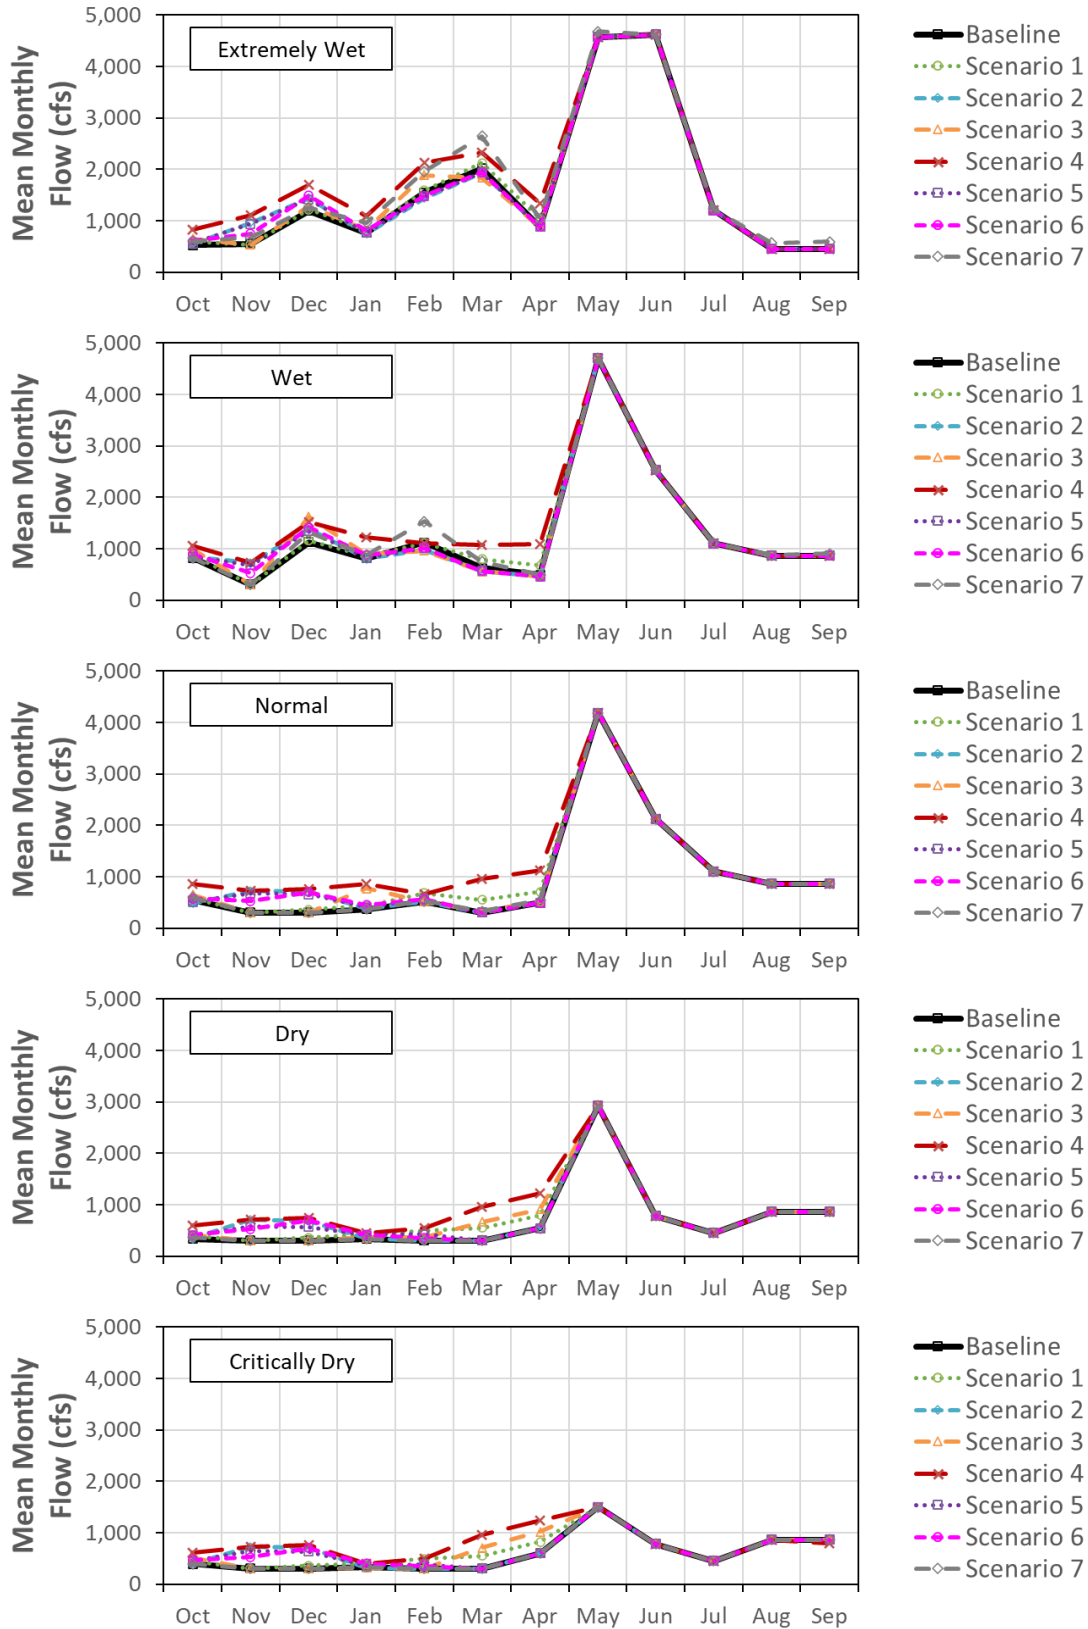 Mean Monthly
Flow (cfs)
5,000
4,000
3,000
2,000
1,000
0
Extremely Wet
Oct Nov Dec Jan Feb Mar Apr May Jun Jul Aug Sep
Baseline
Scenario 1
Scenario 2
Scenario 3
Scenario 4
Scenario 5
Scenario 6
Scenario 7
Mean Monthly
Flow (cfs)
5,000
4,000
3,000
2,000
1,000
0
Wet
Oct Nov Dec Jan Feb Mar Apr May Jun Jul Aug Sep
Baseline
Scenario 1
Scenario 2
Scenario 3
Scenario 4
Scenario 5
Scenario 6
Scenario 7
Mean Monthly
Flow (cfs)
5,000
4,000
3,000
2,000
1,000
0
Normal
Oct Nov Dec Jan Feb Mar Apr May Jun Jul Aug Sep
Baseline
Scenario 1
Scenario 2
Scenario 3
Scenario 4
Scenario 5
Scenario 6
Scenario 7
Mean Monthly
Flow (cfs)
5,000
4,000
3,000
2,000
1,000
0
Dry
Oct Nov Dec Jan Feb Mar Apr May Jun Jul Aug Sep
Baseline
Scenario 1
Scenario 2
Scenario 3
Scenario 4
Scenario 5
Scenario 6
Scenario 7
Mean Monthly
Flow (cfs)
5,000
4,000
3,000
2,000
1,000
0
Critically Dry
Oct Nov Dec Jan Feb Mar Apr May Jun Jul Aug Sep
Baseline
Scenario 1
Scenario 2
Scenario 3
Scenario 4
Scenario 5
Scenario 6
Scenario 7